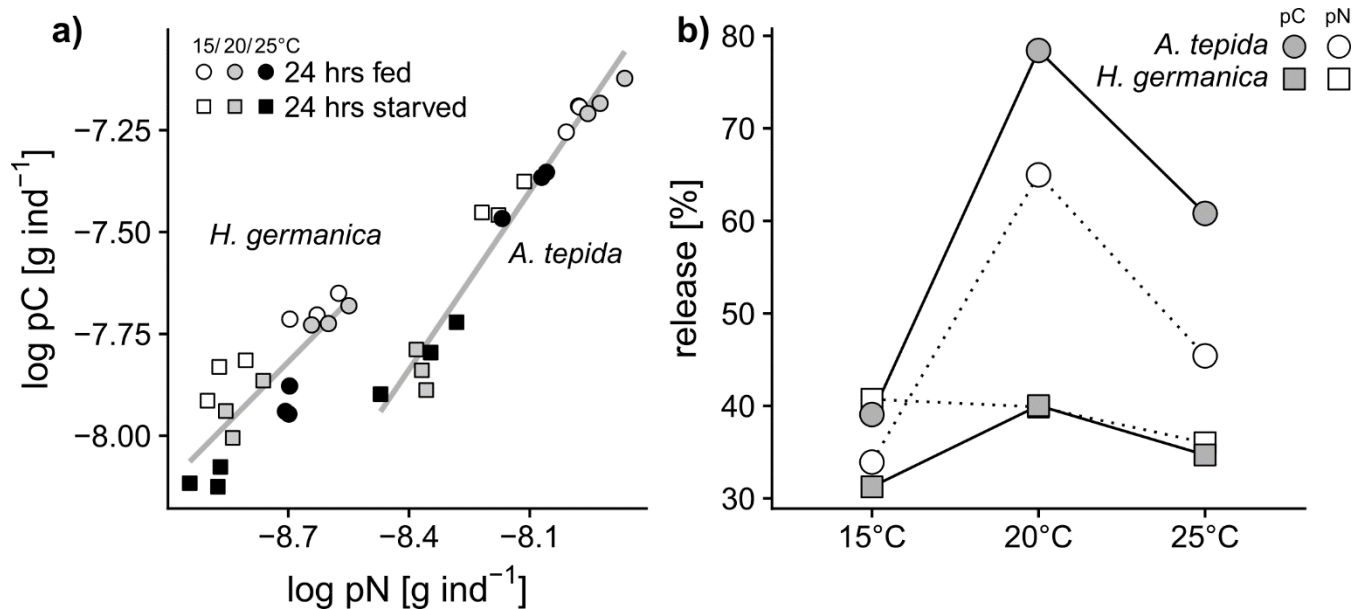 a)
15/20/25°C
24 hrs fed
24 hrs starved
H. germanica
A. tepida
−7.25
−7.50
−7.75
−8.00
log pC [g ind⁻¹]
−8.7
−8.4
−8.1
log pN [g ind⁻¹]
b)
pC pN
A. tepida
H. germanica
80
70
60
50
40
30
release [%]
15°C
20°C
25°C